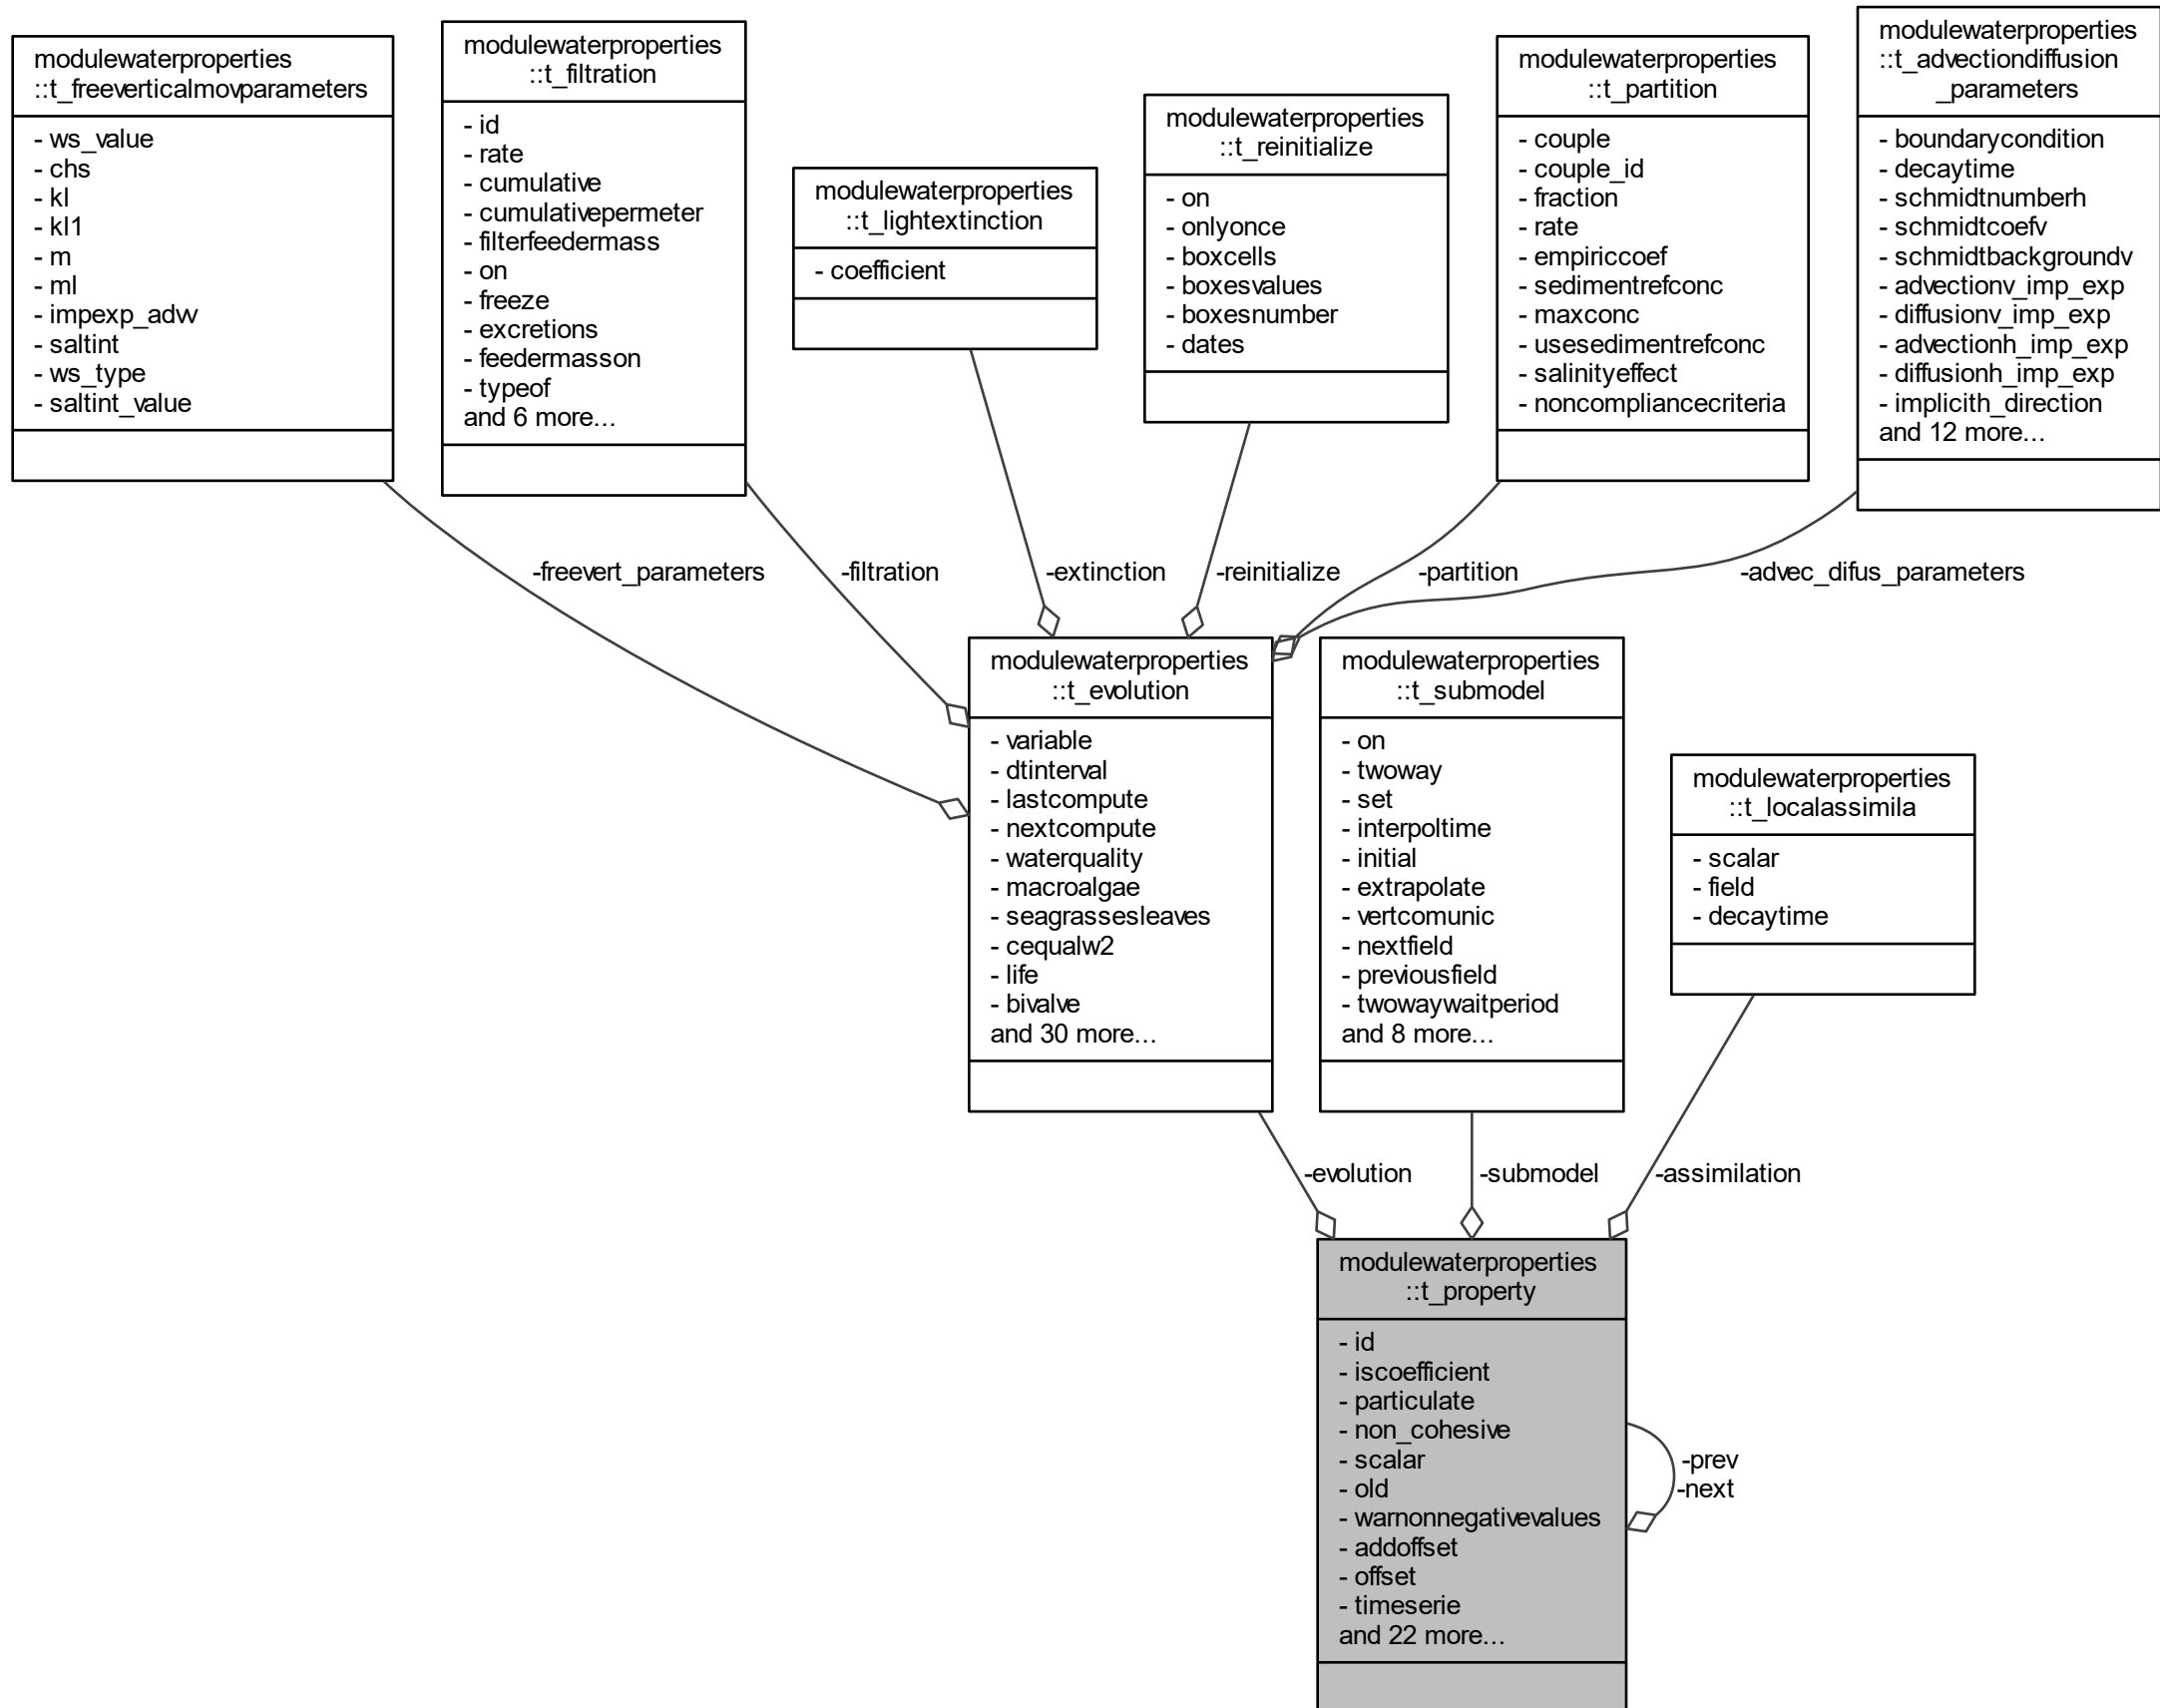 modulewaterproperties
::t_freeverticalmovparameters
- ws_value
- chs
- kl
- kl1
- m
- ml
- impexp_advv
- saltint
- ws_type
- saltint_value
modulewaterproperties
::t_filtration
- id
- rate
- cumulative
- cumulativepermeter
- filterfeedermass
- on
- freeze
- excretions
- feedermasson
- typeof
and 6 more...
modulewaterproperties
::t_lightextinction
- coefficient
modulewaterproperties
::t_reinitialize
- on
- onlyonce
- boxcells
- boxesvalues
- boxesnumber
- dates
modulewaterproperties
::t_partition
- couple
- couple_id
- fraction
- rate
- empiriccoef
- sedimentrefconc
- maxconc
- usesedimentrefconc
- salinityeffect
- noncompliancecriteria
modulewaterproperties
::t_advectiondiffusion
_parameters
- boundarycondition
- decaytime
- schmidtnumberh
- schmidtcoefv
- schmidtbackgroundv
- advectionv_imp_exp
- diffusionv_imp_exp
- advectionh_imp_exp
- diffusionh_imp_exp
- implicith_direction
and 12 more...
-freevert_parameters
-filtration
-extinction
-reinitialize
-partition
-advec_difus_parameters
modulewaterproperties
::t_evolution
- variable
- dtinterval
- lastcompute
- nextcompute
- waterquality
- macroalgae
- seagrassesleaves
- cequalw2
- life
- bivalve
and 30 more...
modulewaterproperties
::t_submodel
- on
- twoway
- set
- interpoltime
- initial
- extrapolate
- vertcomunic
- nextfield
- previousfield
- twowaywaitperiod
and 8 more...
modulewaterproperties
::t_localassimila
- scalar
- field
- decaytime
-evolution
-submodel
-assimilation
modulewaterproperties
::t_property
- id
- iscoefficient
- particulate
- non_cohesive
- scalar
- old
- warnonnegativevalues
- addoffset
- offset
- timeserie
and 22 more...
-prev
-next